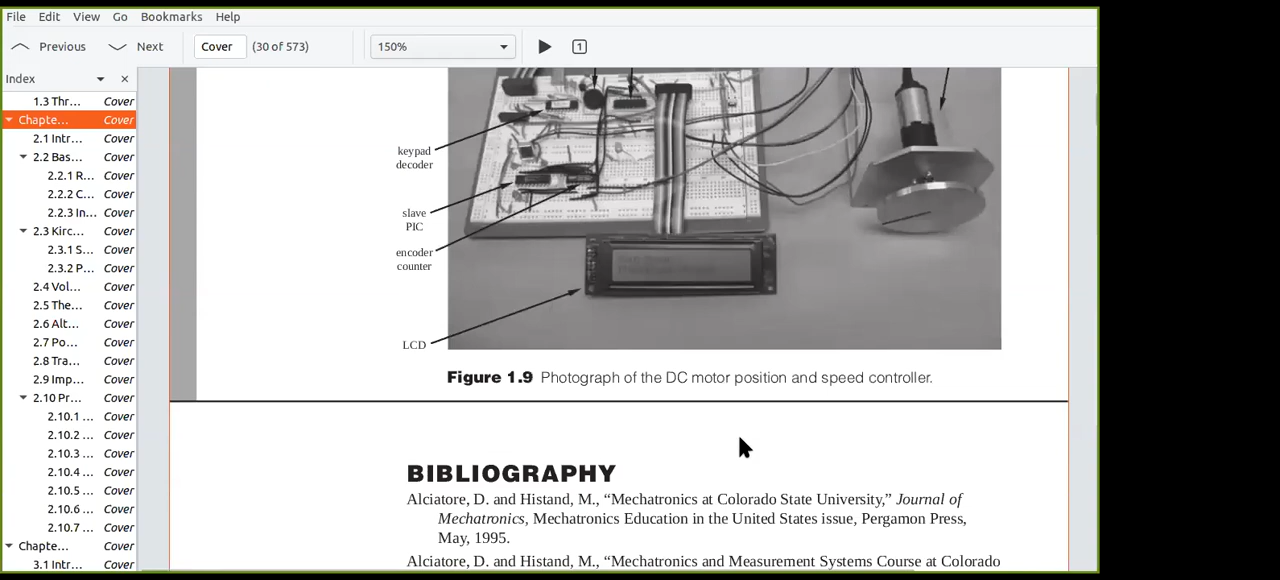 File Edit View Go Bookmarks Help
Previous Next Cover (30 of 573) 150% 1
Index
1.3 Thr... Cover
Chapte... Cover
2.1 Intr... Cover
2.2 Bas... Cover
2.2.1 R... Cover
2.2.2 C... Cover
2.2.3 In... Cover
2.3 Kirc... Cover
2.3.1 S... Cover
2.3.2 P... Cover
2.4 Vol... Cover
2.5 The... Cover
2.6 Alt... Cover
2.7 Po... Cover
2.8 Tra... Cover
2.9 Imp... Cover
2.10 Pr... Cover
2.10.1 ... Cover
2.10.2 ... Cover
2.10.3 ... Cover
2.10.4 ... Cover
2.10.5 ... Cover
2.10.6 ... Cover
2.10.7 ... Cover
Chapte... Cover
3.1 Intr... Cover
keypad
decoder
slave
PIC
encoder
counter
LCD
Figure 1.9 Photograph of the DC motor position and speed controller.
BIBLIOGRAPHY
Alciatore, D. and Histand, M., “Mechatronics at Colorado State University,” Journal of
Mechatronics, Mechatronics Education in the United States issue, Pergamon Press,
May, 1995.
Alciatore, D. and Histand, M., “Mechatronics and Measurement Systems Course at Colorado